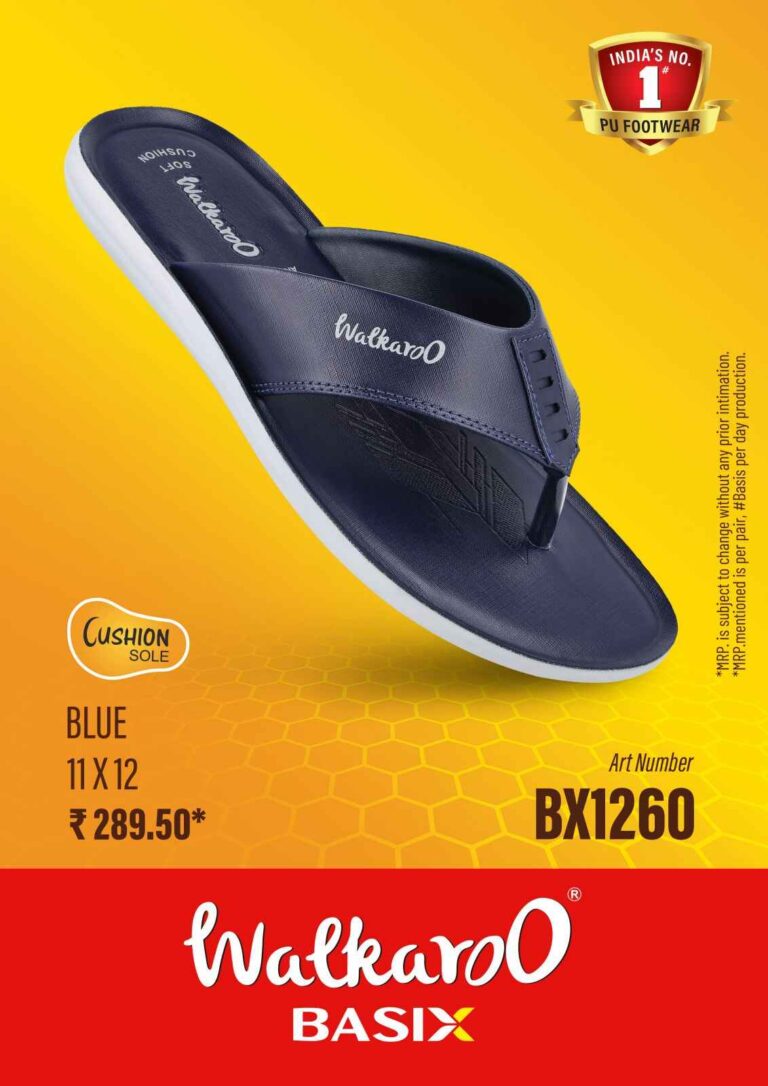 INDIA'S NO.
1#
PU FOOTWEAR
SOFT
CUSHION
WalkaroO
WalkaroO
*MRP. is subject to change without any prior intimation.
*MRP.mentioned is per pair, #Basis per day production.
CUSHION
SOLE
BLUE
11 X 12
₹ 289.50*
Art Number
BX1260
WalkaroO®
BASIX